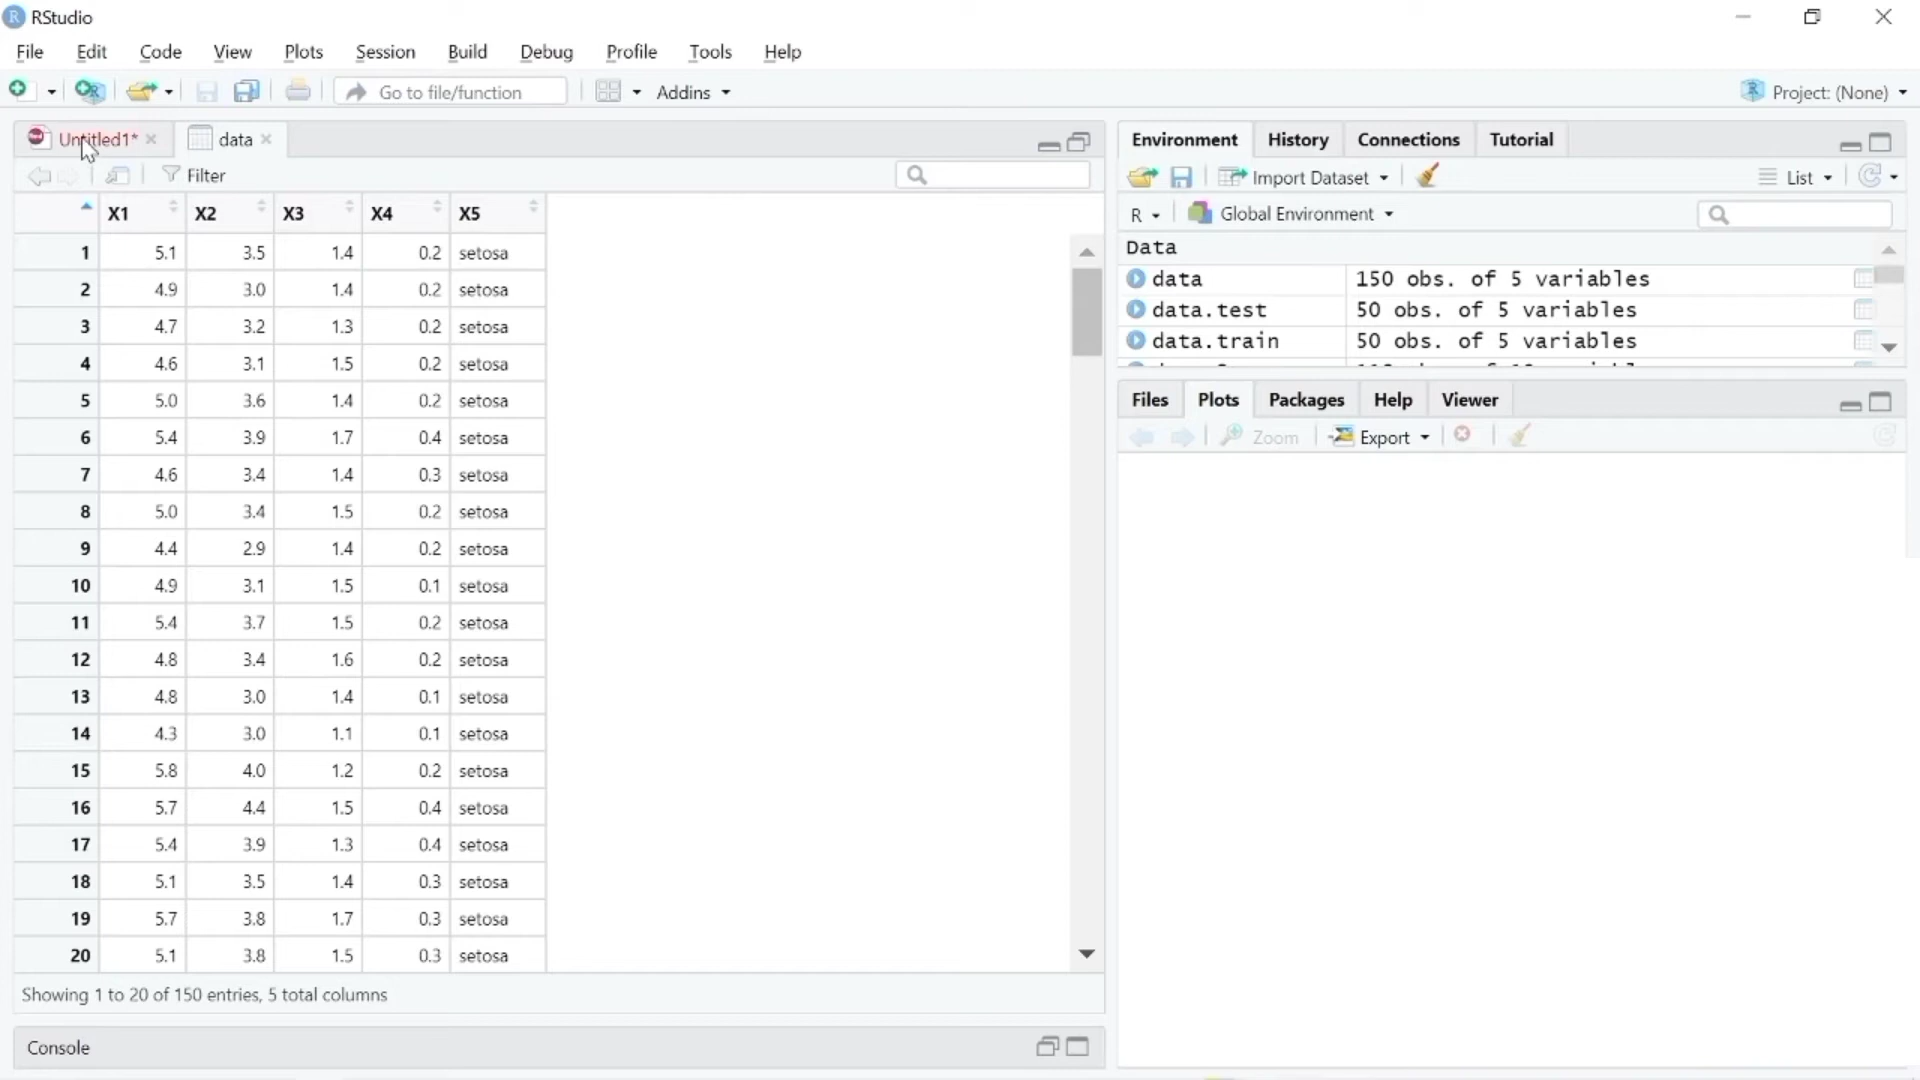 RStudio
File Edit Code View Plots Session Build Debug Profile Tools Help
Go to file/function Addins Project: (None)
Untitled1* data
Filter
X1 X2 X3 X4 X5
1 5.1 3.5 1.4 0.2 setosa
2 4.9 3.0 1.4 0.2 setosa
3 4.7 3.2 1.3 0.2 setosa
4 4.6 3.1 1.5 0.2 setosa
5 5.0 3.6 1.4 0.2 setosa
6 5.4 3.9 1.7 0.4 setosa
7 4.6 3.4 1.4 0.3 setosa
8 5.0 3.4 1.5 0.2 setosa
9 4.4 2.9 1.4 0.2 setosa
10 4.9 3.1 1.5 0.1 setosa
11 5.4 3.7 1.5 0.2 setosa
12 4.8 3.4 1.6 0.2 setosa
13 4.8 3.0 1.4 0.1 setosa
14 4.3 3.0 1.1 0.1 setosa
15 5.8 4.0 1.2 0.2 setosa
16 5.7 4.4 1.5 0.4 setosa
17 5.4 3.9 1.3 0.4 setosa
18 5.1 3.5 1.4 0.3 setosa
19 5.7 3.8 1.7 0.3 setosa
20 5.1 3.8 1.5 0.3 setosa
Showing 1 to 20 of 150 entries, 5 total columns
Console
Environment History Connections Tutorial
Import Dataset List
R Global Environment
Data
data 150 obs. of 5 variables
data.test 50 obs. of 5 variables
data.train 50 obs. of 5 variables
Files Plots Packages Help Viewer
Zoom Export